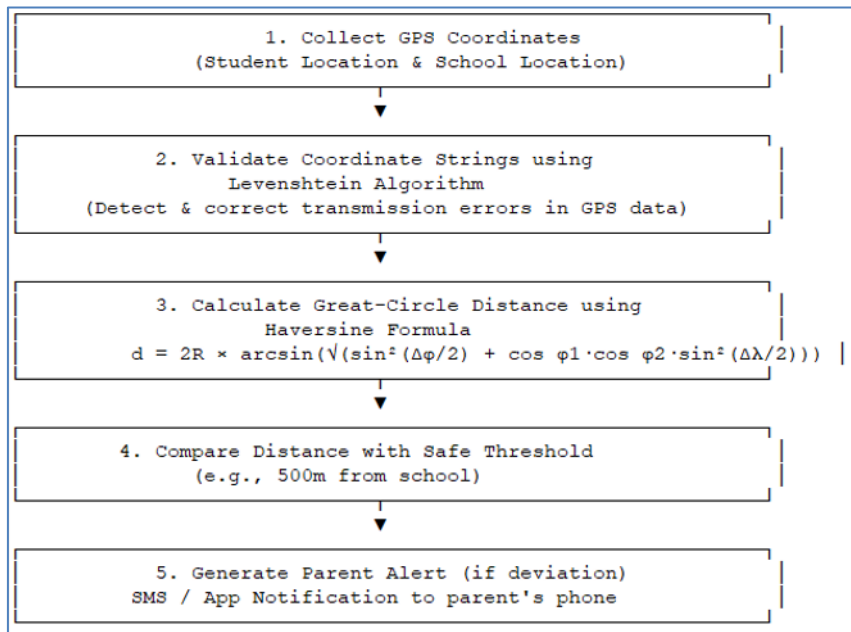 1. Collect GPS Coordinates
(Student Location & School Location)
2. Validate Coordinate Strings using
Levenshtein Algorithm
(Detect & correct transmission errors in GPS data)
3. Calculate Great-Circle Distance using
Haversine Formula
d = 2R × arcsin(√(sin²(Δφ/2) + cos φ1·cos φ2·sin²(Δλ/2)))
4. Compare Distance with Safe Threshold
(e.g., 500m from school)
5. Generate Parent Alert (if deviation)
SMS / App Notification to parent's phone